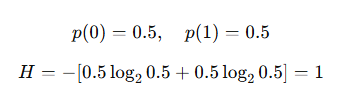 p(0) = 0.5, p(1) = 0.5
H = −[0.5 log₂ 0.5 + 0.5 log₂ 0.5] = 1